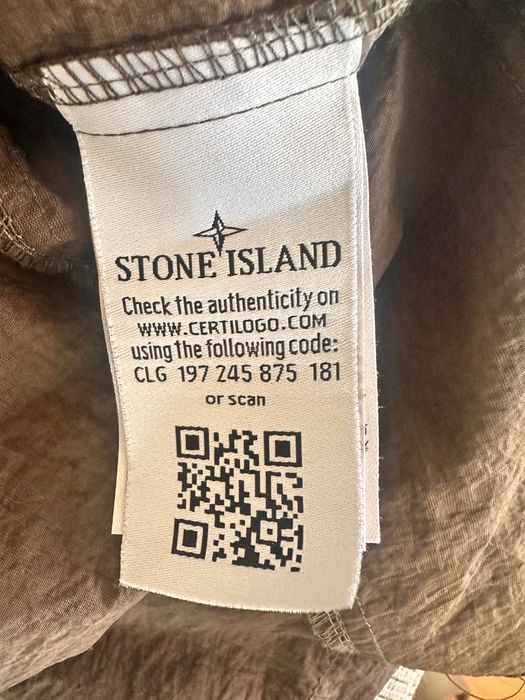 STONE ISLAND
Check the authenticity on
WWW.CERTILOGO.COM
using the following code:
CLG 197 245 875 181
or scan